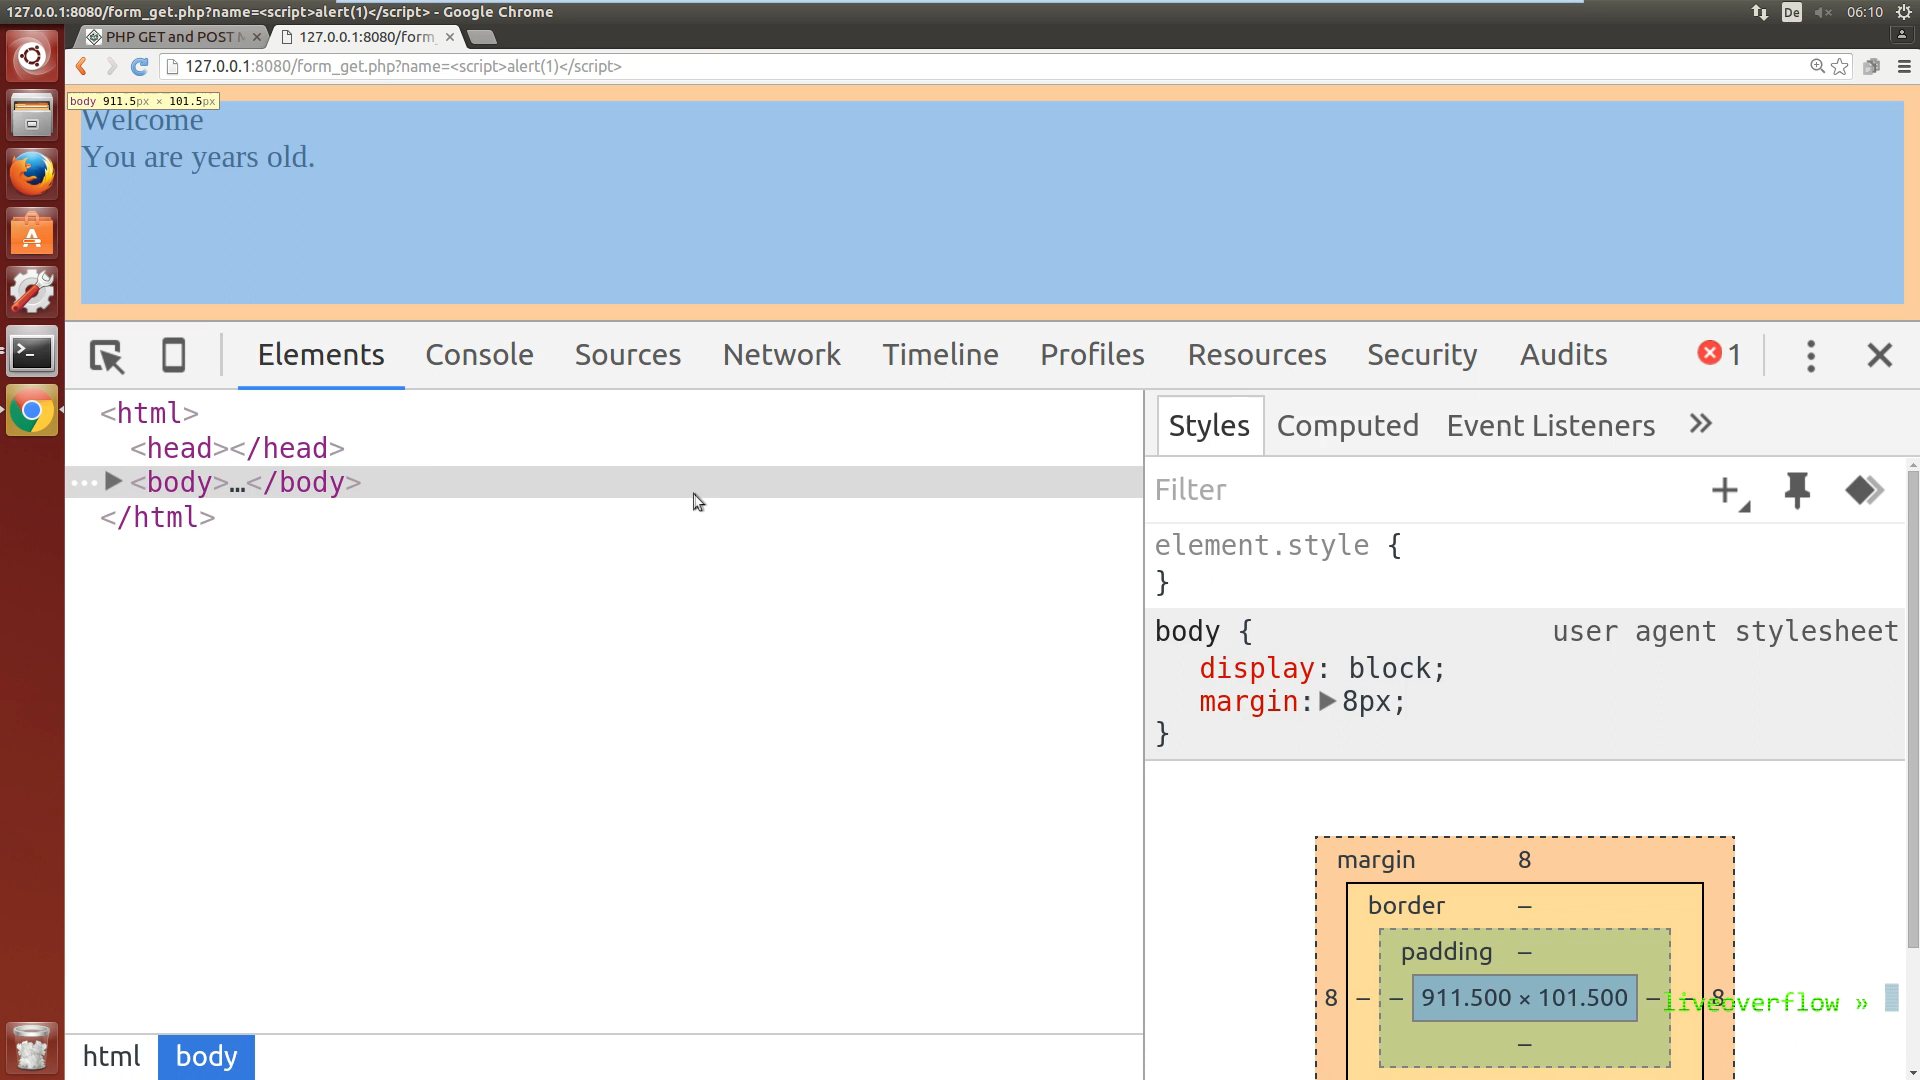 127.0.0.1:8080/form_get.php?name=<script>alert(1)</script> - Google Chrome
De
06:10
PHP GET and POST M
127.0.0.1:8080/form_
127.0.0.1:8080/form_get.php?name=<script>alert(1)</script>
body 911.5px × 101.5px
Welcome
You are years old.
Elements Console Sources Network Timeline Profiles Resources Security Audits 1
<html>
<head></head>
<body>…</body>
</html>
Styles Computed Event Listeners »
Filter
element.style {
}
body { user agent stylesheet
display: block;
margin: 8px;
}
margin 8
border –
padding –
8 – – 911.500 × 101.500 – – 8
–
liveoverflow »
html body